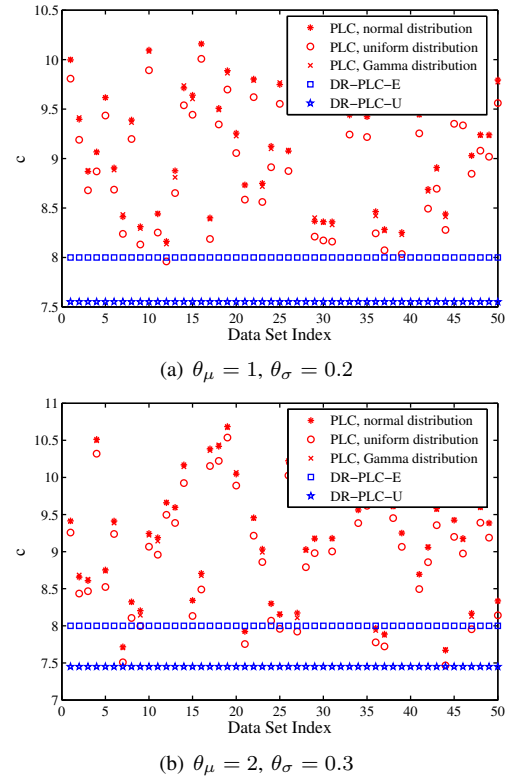 10.5
10
9.5
9
8.5
8
7.5
c
PLC, normal distribution
PLC, uniform distribution
PLC, Gamma distribution
DR−PLC−E
DR−PLC−U
0 5 10 15 20 25 30 35 40 45 50
Data Set Index
(a) θμ = 1, θσ = 0.2
11
10.5
10
9.5
9
8.5
8
7.5
7
c
PLC, normal distribution
PLC, uniform distribution
PLC, Gamma distribution
DR−PLC−E
DR−PLC−U
0 5 10 15 20 25 30 35 40 45 50
Data Set Index
(b) θμ = 2, θσ = 0.3